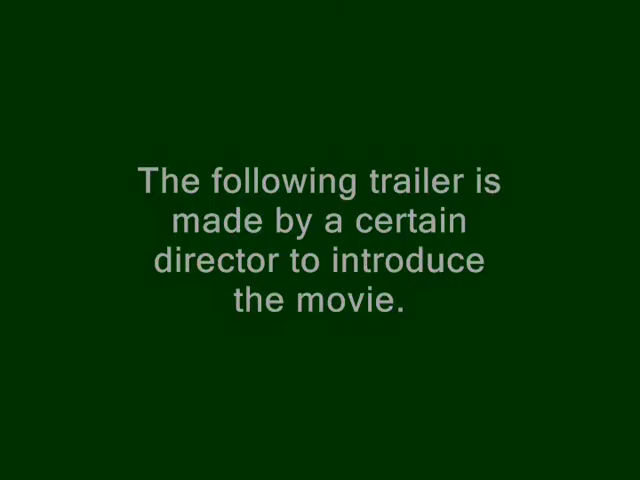 The following trailer is
made by a certain
director to introduce
the movie.